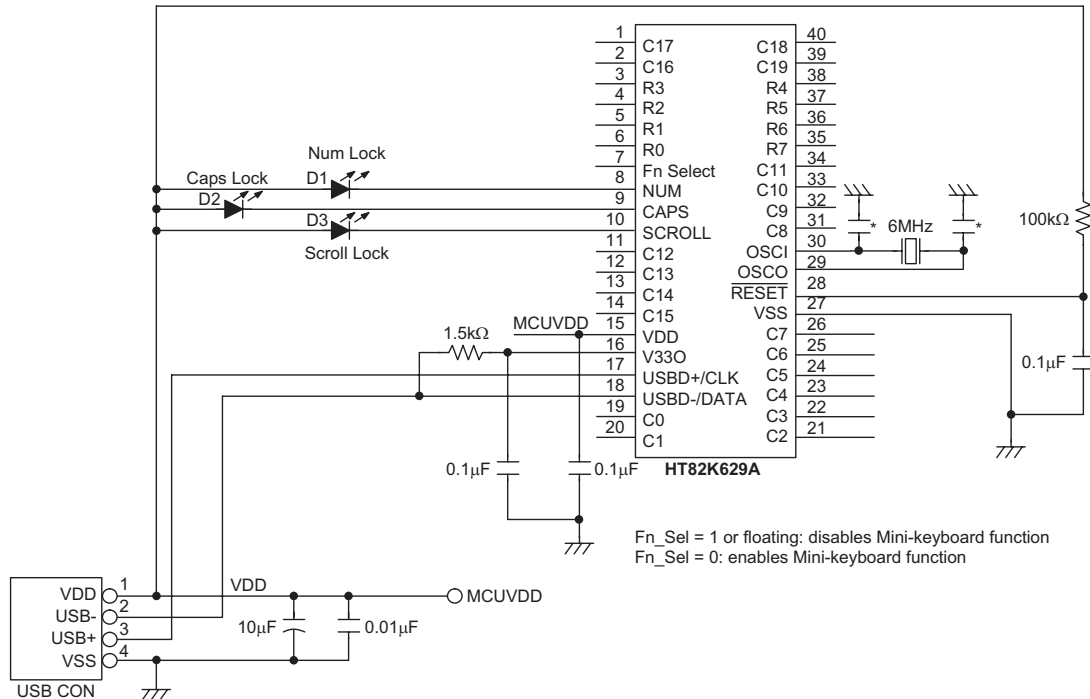 1 C17
2 C16
3 R3
4 R2
5 R1
6 R0
7 Fn Select
8 NUM
9 CAPS
10 SCROLL
11 C12
12 C13
13 C14
14 C15
15 VDD
16 V33O
17 USBD+/CLK
18 USBD-/DATA
19 C0
20 C1
C18 40
C19 39
R4 38
R5 37
R6 36
R7 35
C11 34
C10 33
C9 32
C8 31
OSCI 30
OSCO 29
RESET 28
VSS 27
C7 26
C6 25
C5 24
C4 23
C3 22
C2 21
HT82K629A
Num Lock
D1
Caps Lock
D2
D3
Scroll Lock
* 6MHz *
100kΩ
0.1μF
MCUVDD
1.5kΩ
0.1μF
0.1μF
Fn_Sel = 1 or floating: disables Mini-keyboard function
Fn_Sel = 0: enables Mini-keyboard function
VDD 1
USB- 2
USB+ 3
VSS 4
USB CON
VDD
MCUVDD
10μF
0.01μF